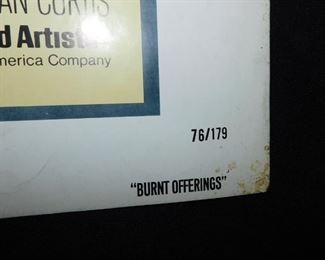 AN CURTIS
d Artists
merica Company
76/179
"BURNT OFFERINGS"